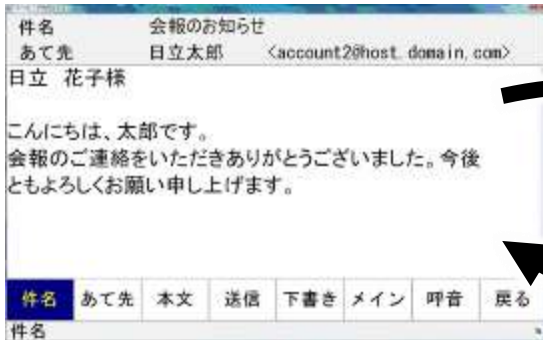 件名 会報のお知らせ
あて先 日立太郎 <account2@host.domain.com>
日立 花子様
こんにちは、太郎です。
会報のご連絡をいただきありがとうございました。今後
ともよろしくお願い申し上げます。
件名 あて先 本文 送信 下書き メイン 呼音 戻る
件名